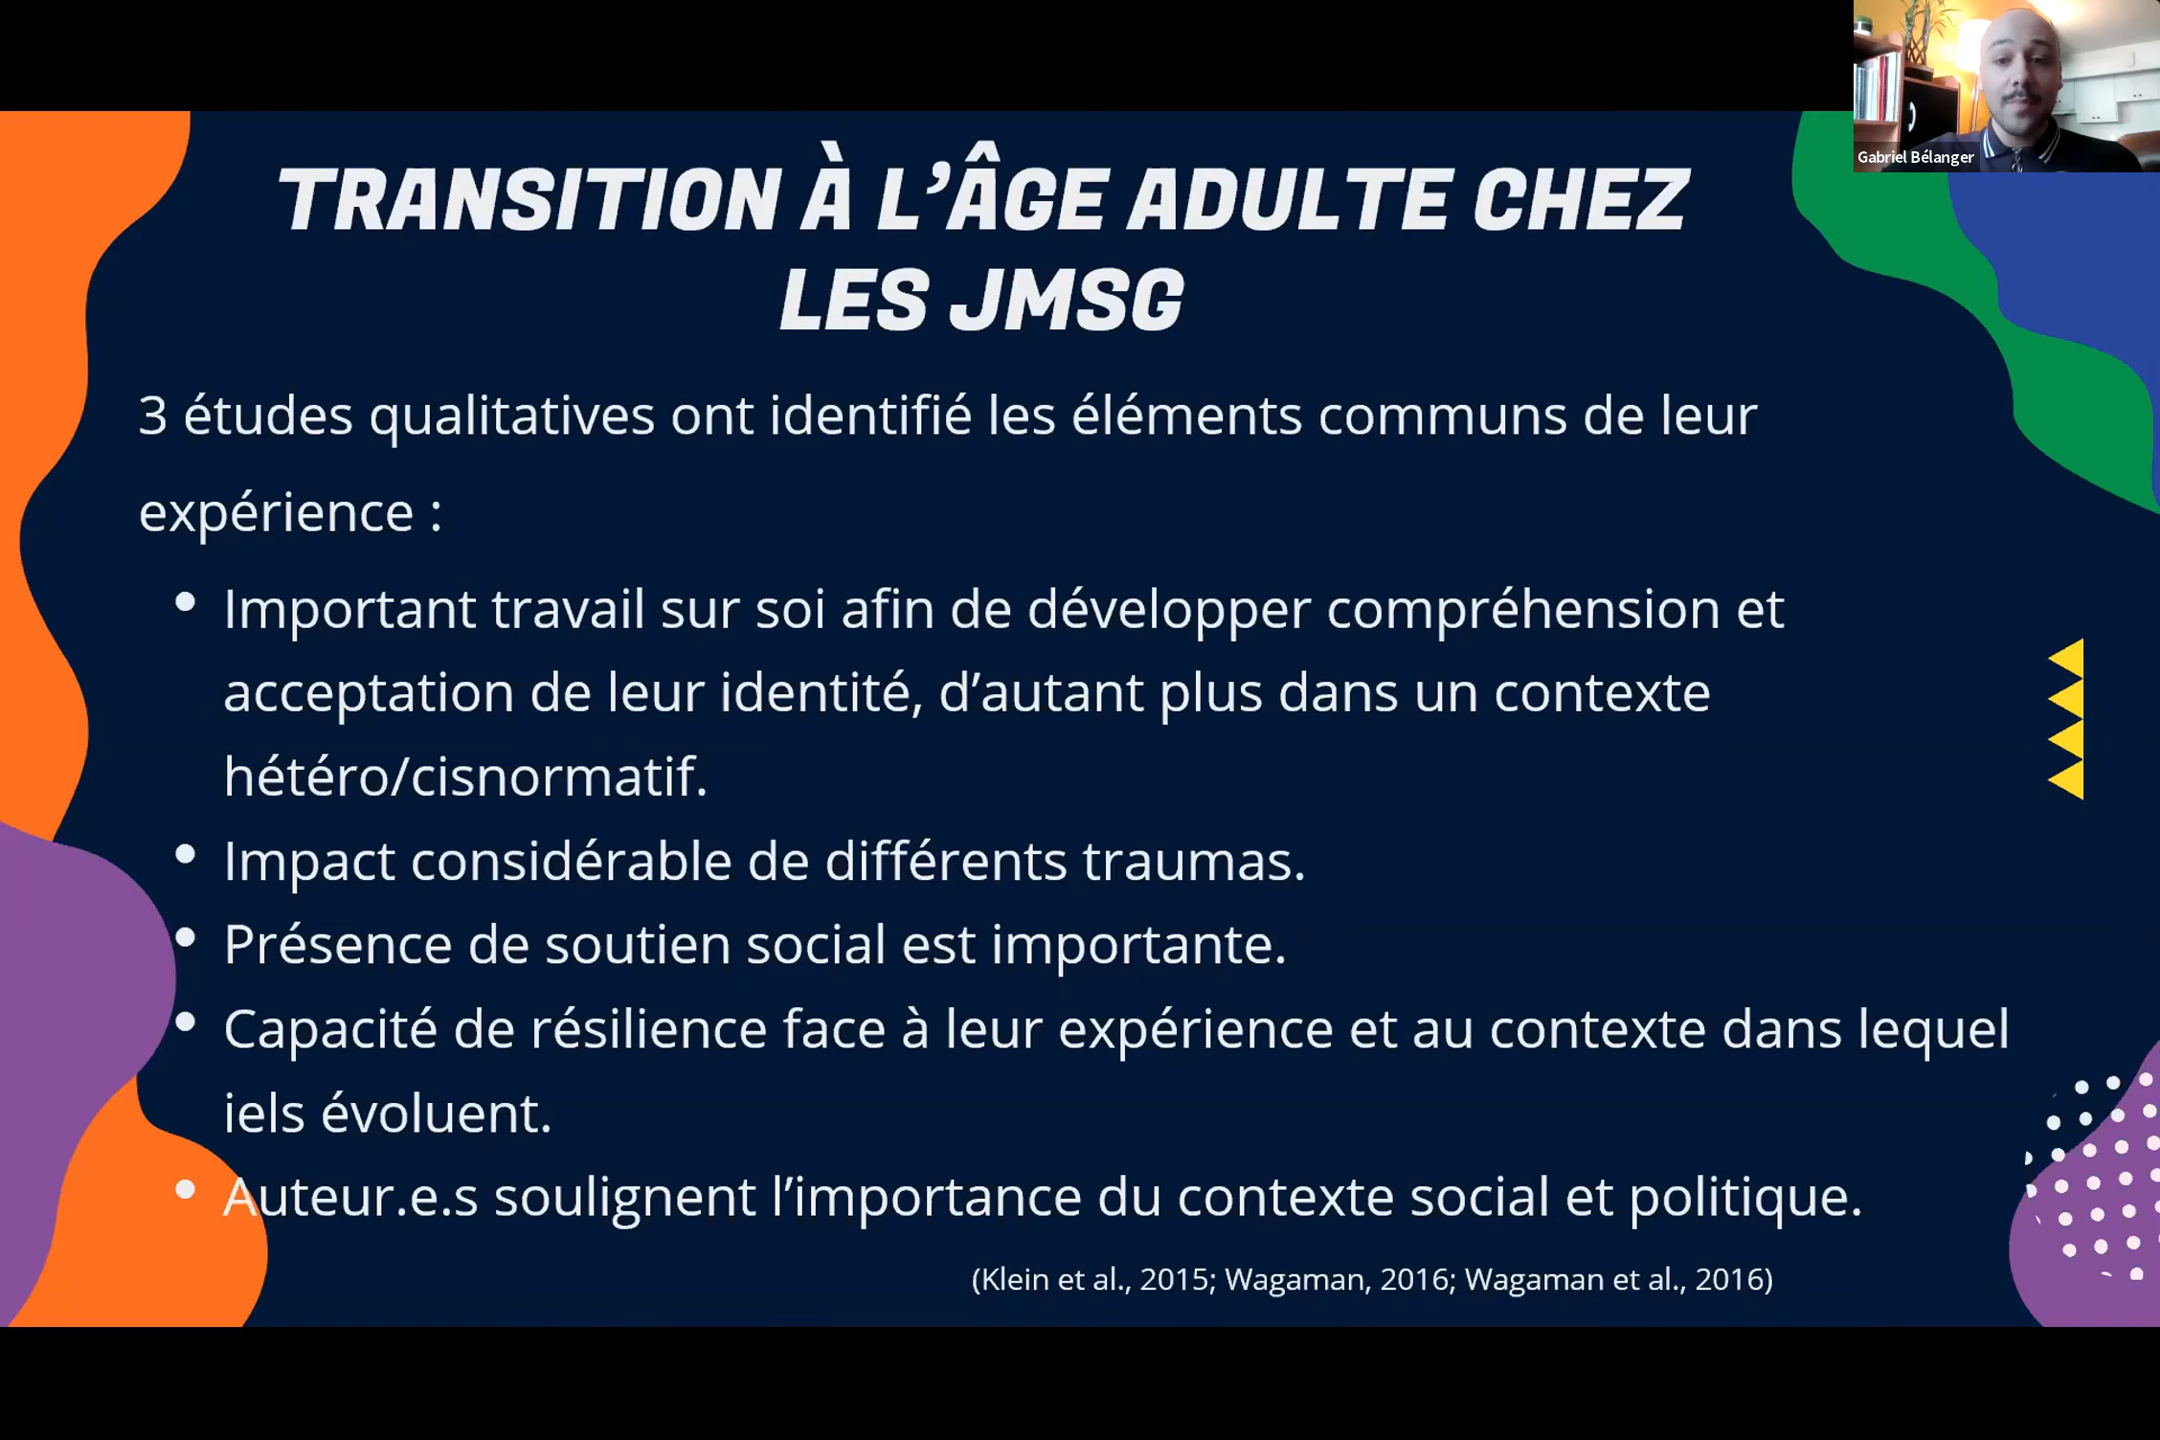 Gabriel Bélanger
TRANSITION À L’ÂGE ADULTE CHEZ
LES JMSG
3 études qualitatives ont identifié les éléments communs de leur
expérience :
• Important travail sur soi afin de développer compréhension et
acceptation de leur identité, d’autant plus dans un contexte
hétéro/cisnormatif.
• Impact considérable de différents traumas.
• Présence de soutien social est importante.
• Capacité de résilience face à leur expérience et au contexte dans lequel
iels évoluent.
• Auteur.e.s soulignent l’importance du contexte social et politique.
(Klein et al., 2015; Wagaman, 2016; Wagaman et al., 2016)